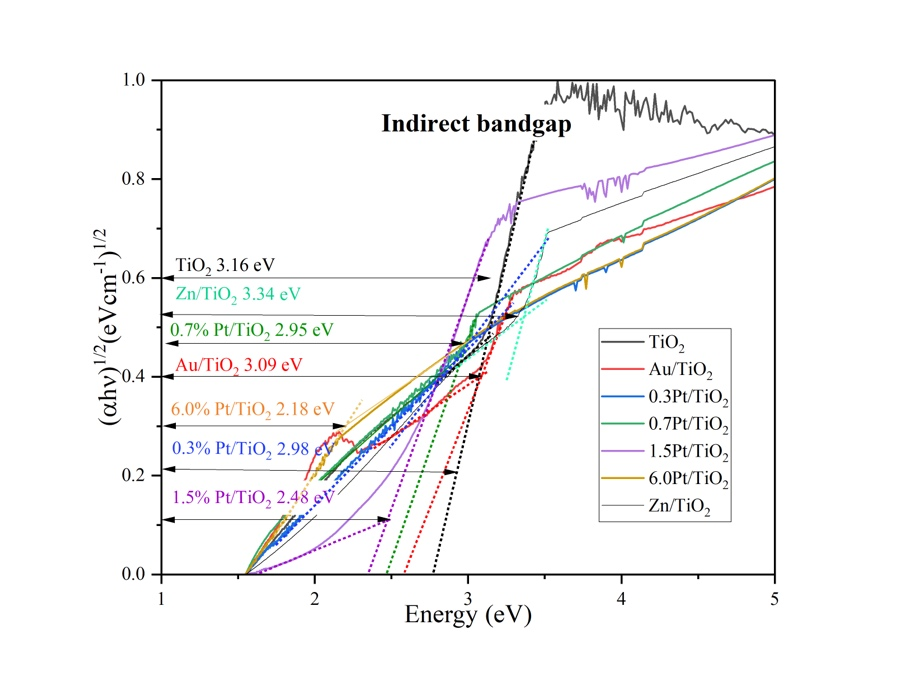 Indirect bandgap
(αhν)^1/2(eVcm^-1)^1/2
1.0
0.8
0.6
0.4
0.2
0.0
TiO₂ 3.16 eV
Zn/TiO₂ 3.34 eV
0.7% Pt/TiO₂ 2.95 eV
Au/TiO₂ 3.09 eV
6.0% Pt/TiO₂ 2.18 eV
0.3% Pt/TiO₂ 2.98 eV
1.5% Pt/TiO₂ 2.48 eV
TiO₂
Au/TiO₂
0.3Pt/TiO₂
0.7Pt/TiO₂
1.5Pt/TiO₂
6.0Pt/TiO₂
Zn/TiO₂
1 2 3 4 5
Energy (eV)